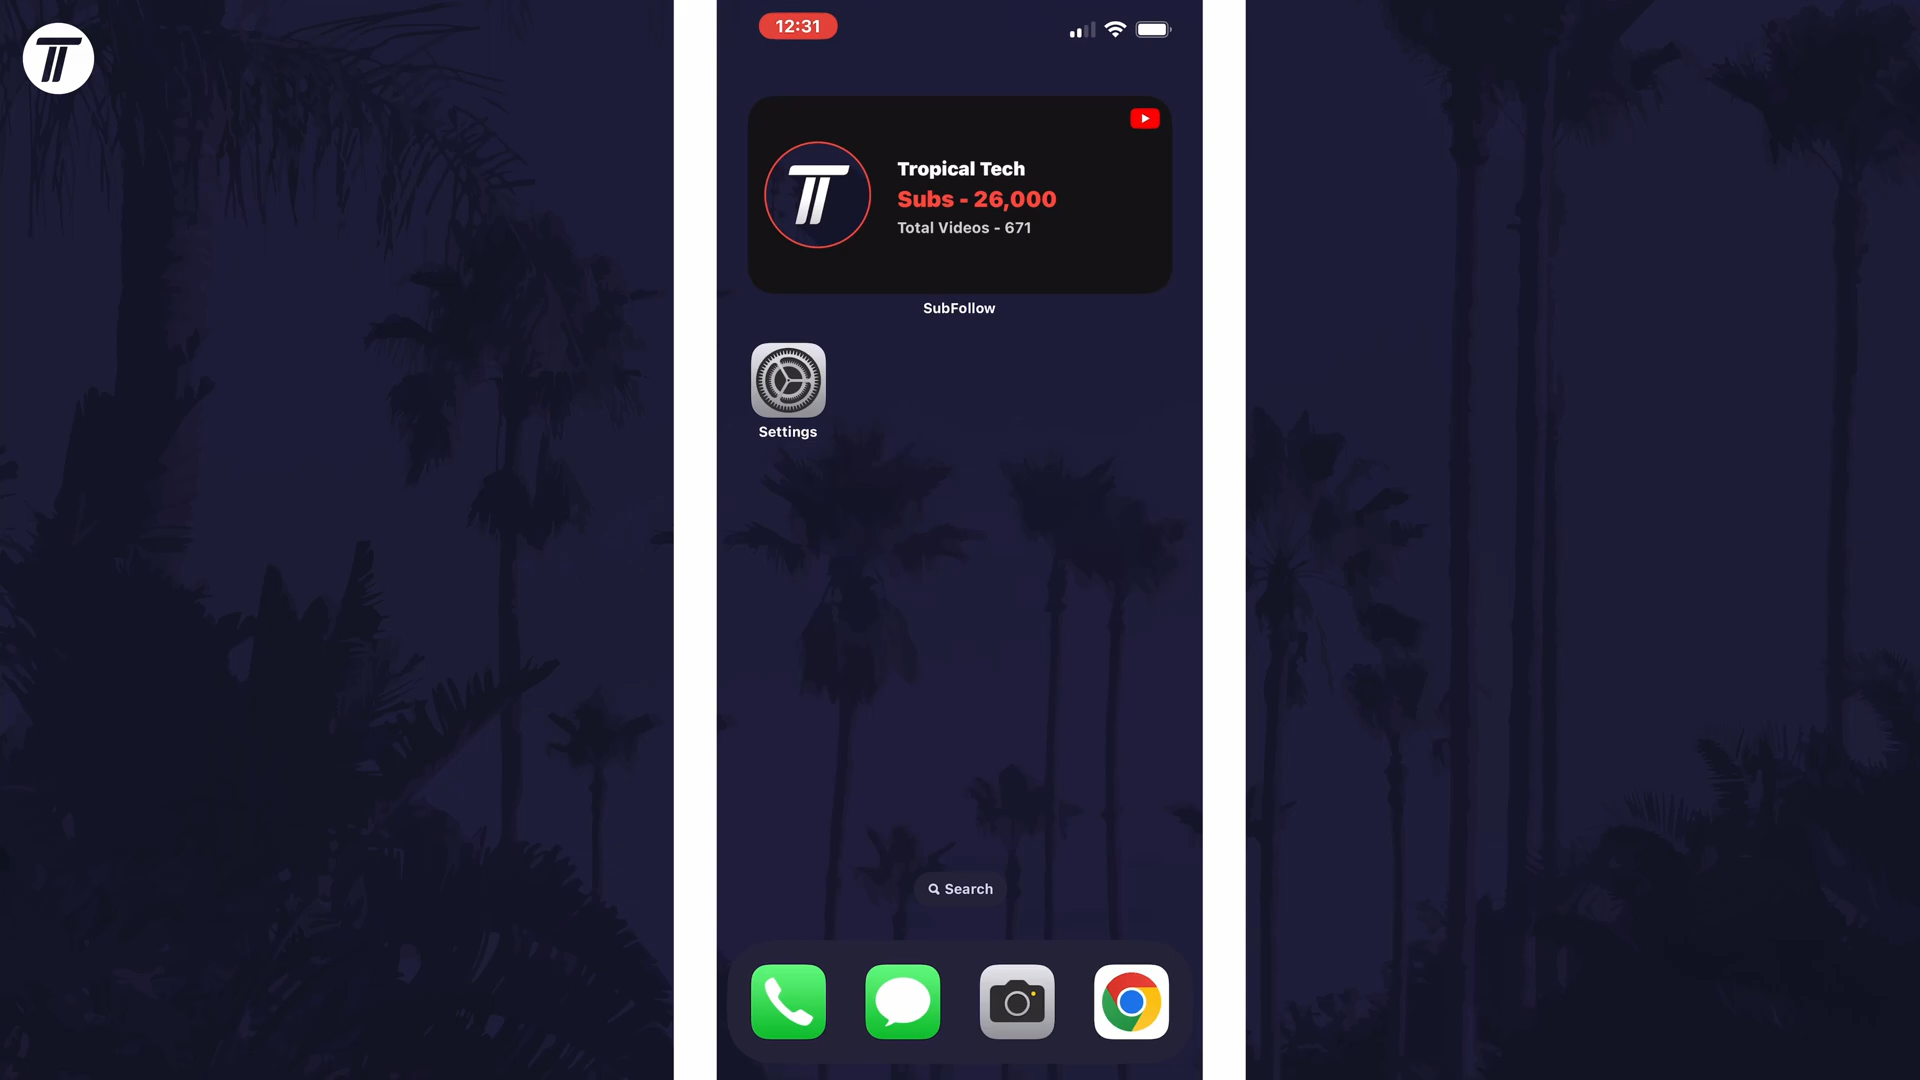 12:31
Tropical Tech
Subs - 26,000
Total Videos - 671
SubFollow
Settings
Search